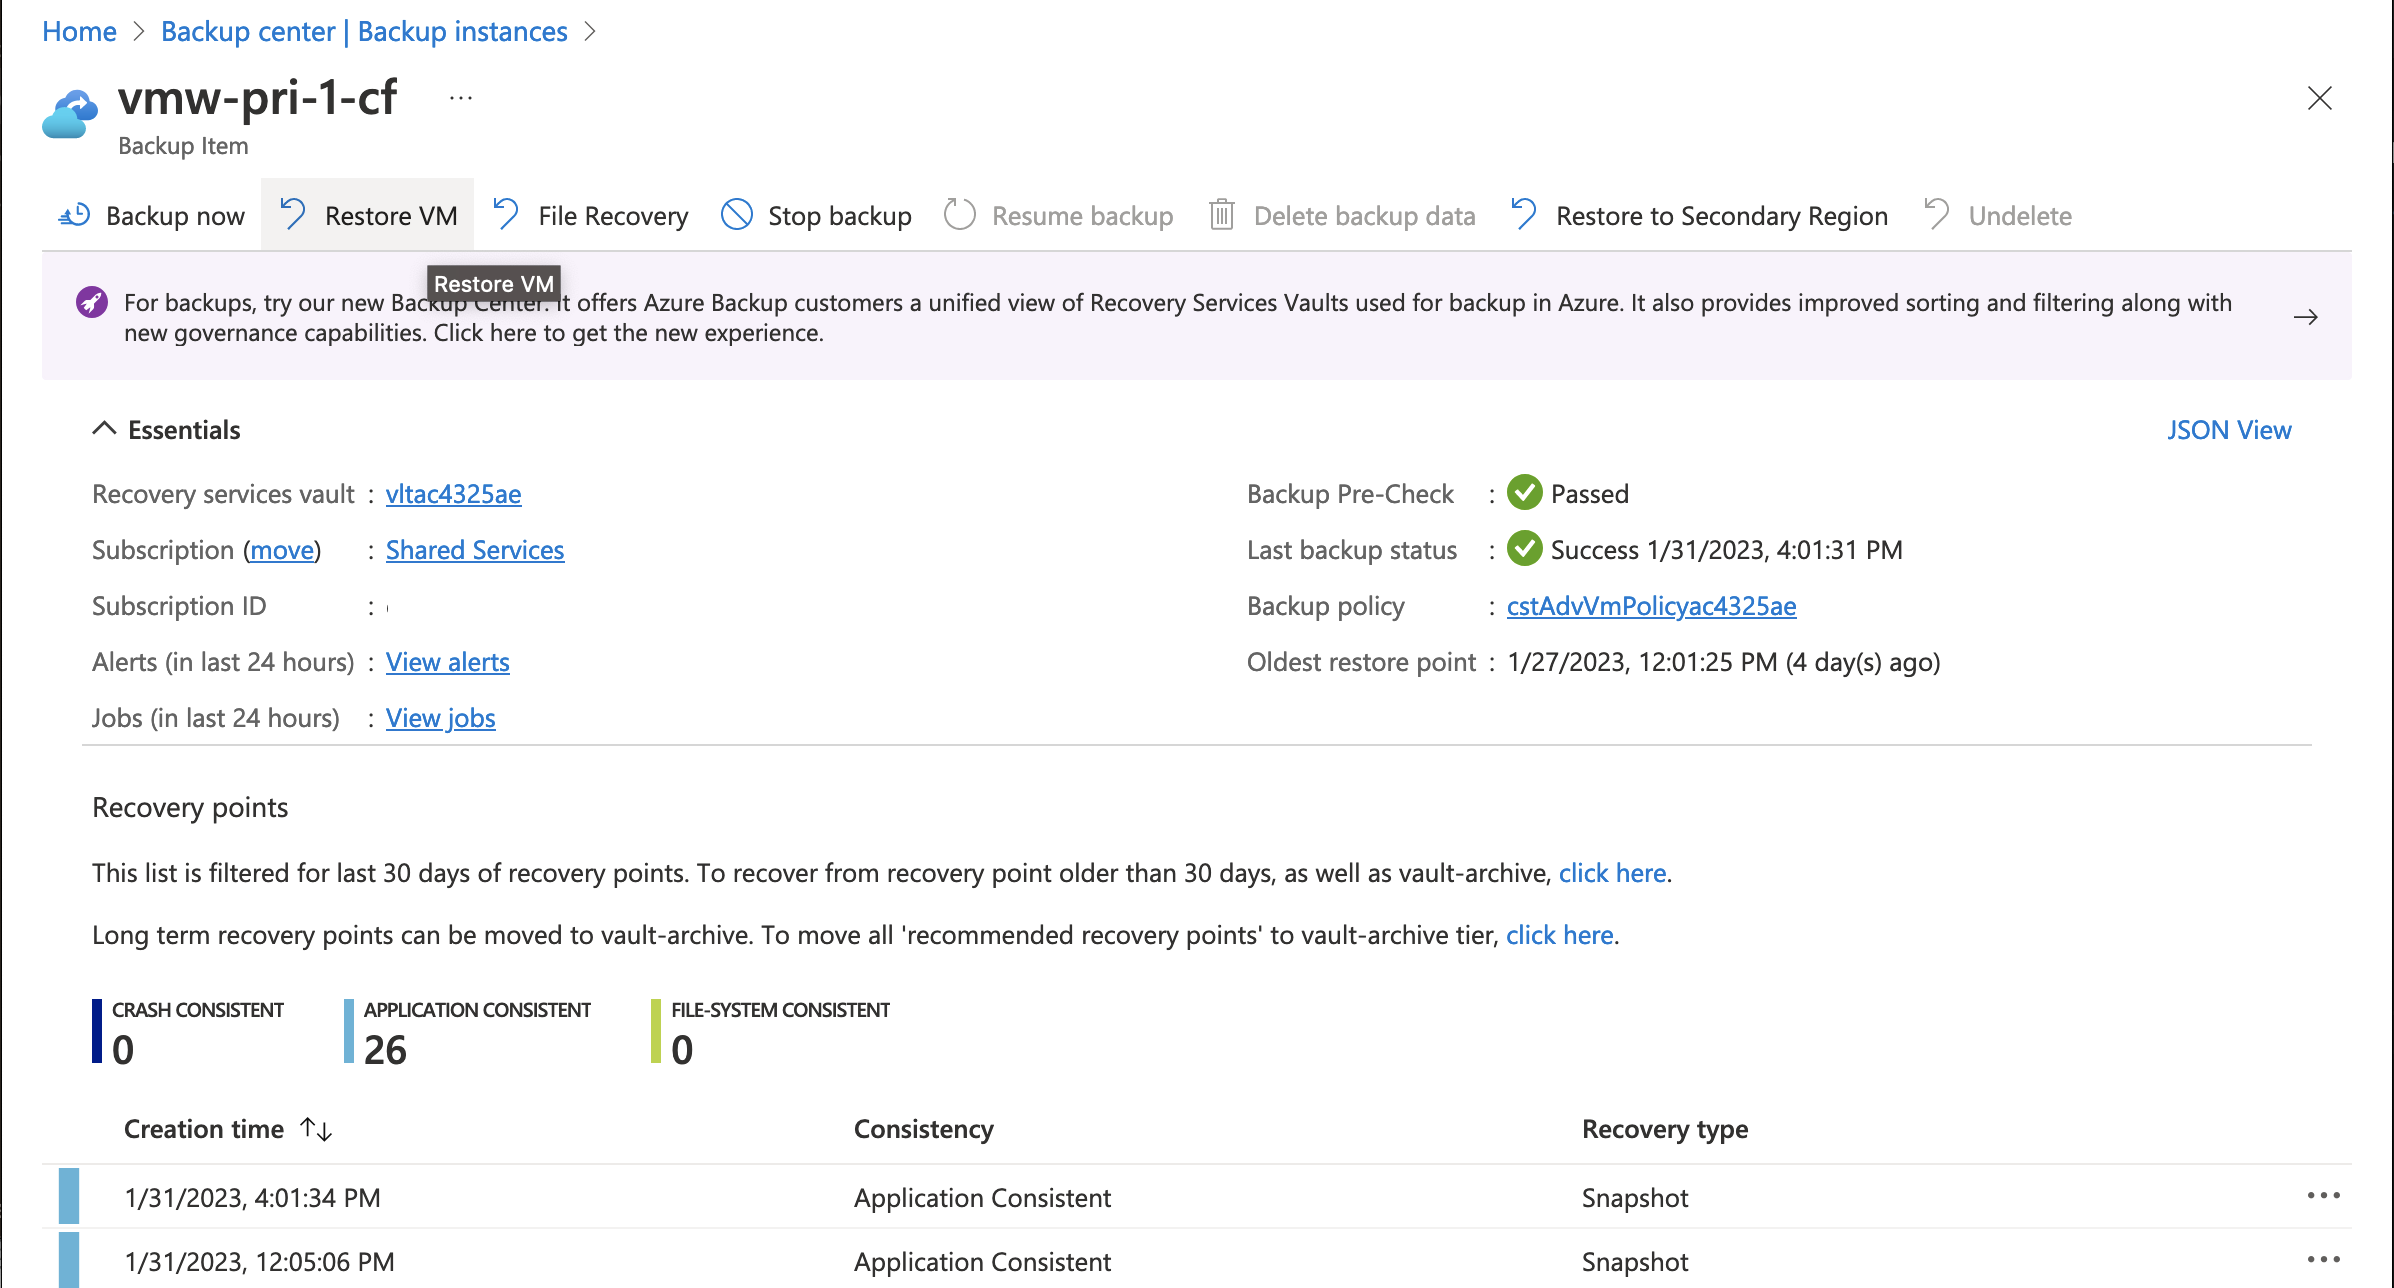 Home > Backup center | Backup instances >
vmw-pri-1-cf ...
Backup Item
Backup now Restore VM File Recovery Stop backup Resume backup Delete backup data Restore to Secondary Region Undelete
Restore VM
For backups, try our new Backup Center. It offers Azure Backup customers a unified view of Recovery Services Vaults used for backup in Azure. It also provides improved sorting and filtering along with
new governance capabilities. Click here to get the new experience.
Essentials JSON View
Recovery services vault : vltac4325ae
Subscription (move) : Shared Services
Subscription ID :
Alerts (in last 24 hours) : View alerts
Jobs (in last 24 hours) : View jobs
Backup Pre-Check : Passed
Last backup status : Success 1/31/2023, 4:01:31 PM
Backup policy : cstAdvVmPolicyac4325ae
Oldest restore point : 1/27/2023, 12:01:25 PM (4 day(s) ago)
Recovery points
This list is filtered for last 30 days of recovery points. To recover from recovery point older than 30 days, as well as vault-archive, click here.
Long term recovery points can be moved to vault-archive. To move all 'recommended recovery points' to vault-archive tier, click here.
CRASH CONSISTENT APPLICATION CONSISTENT FILE-SYSTEM CONSISTENT
0 26 0
Creation time Consistency Recovery type
1/31/2023, 4:01:34 PM Application Consistent Snapshot ...
1/31/2023, 12:05:06 PM Application Consistent Snapshot ...